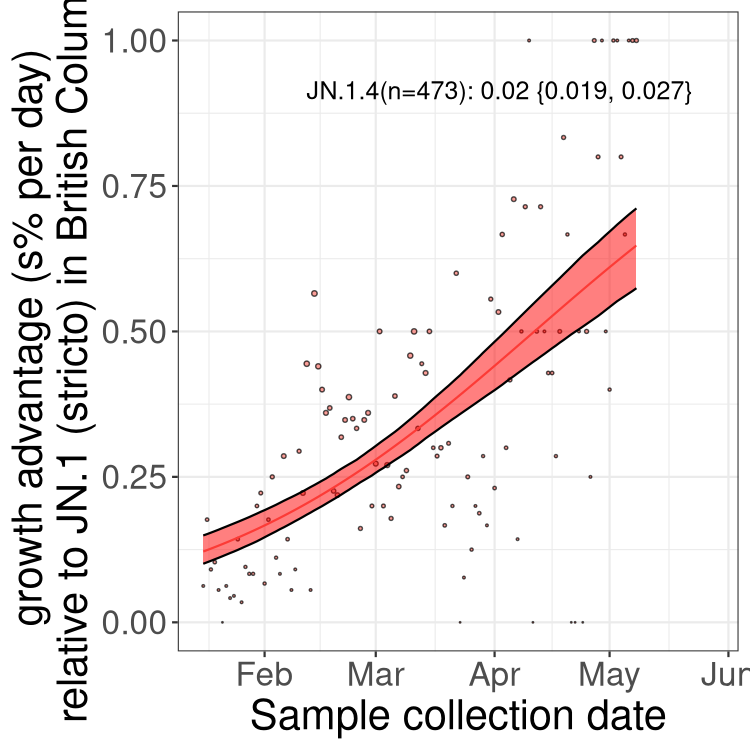 growth advantage (s% per day)
relative to JN.1 (stricto) in British Colum
1.00
0.75
0.50
0.25
0.00
JN.1.4(n=473): 0.02 {0.019, 0.027}
Feb Mar Apr May Jun
Sample collection date